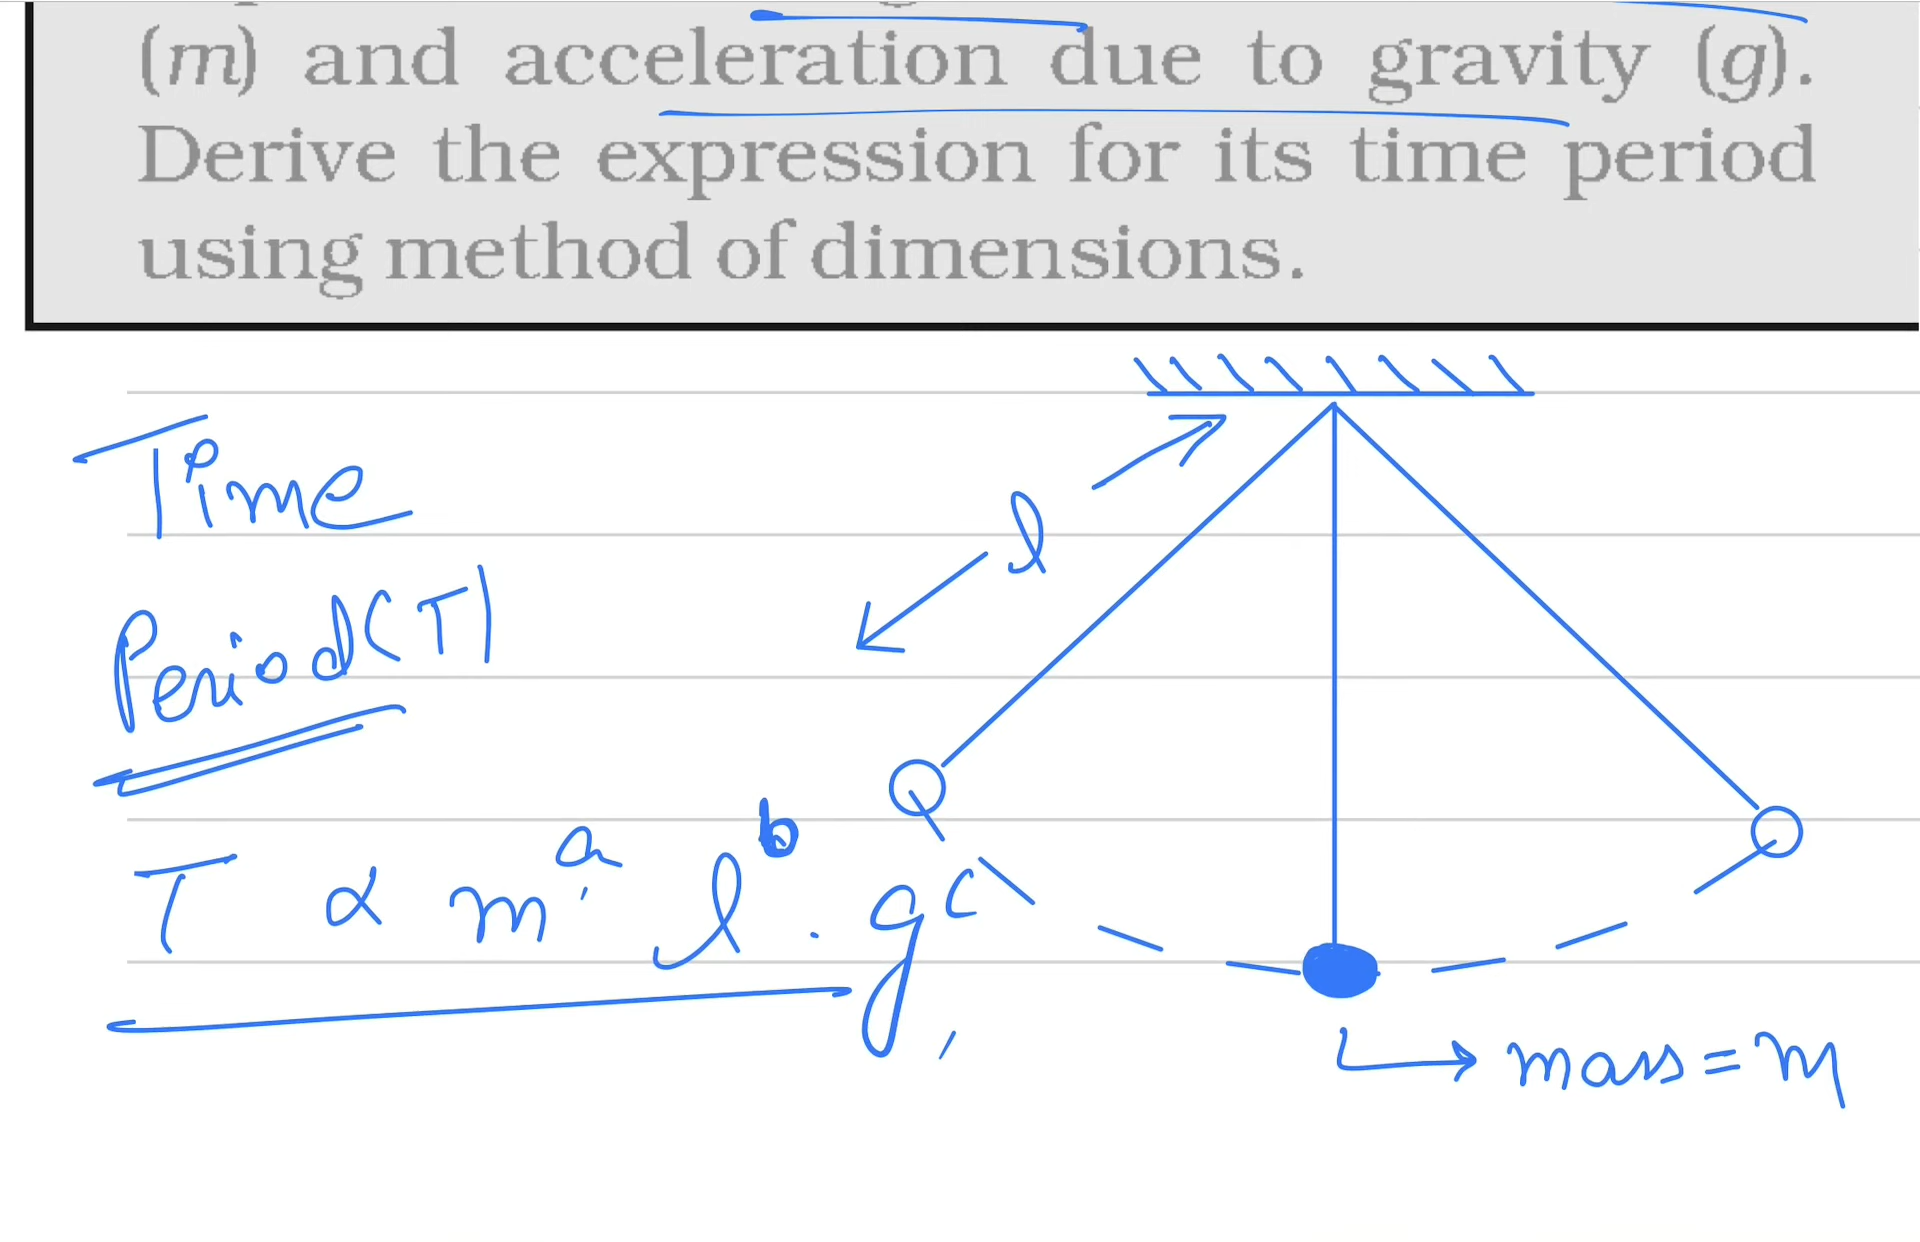 (m) and acceleration due to gravity (g).
Derive the expression for its time period
using method of dimensions.
Time
Period (T)
l
T ∝ m^a . l^b . g^c
mass = m